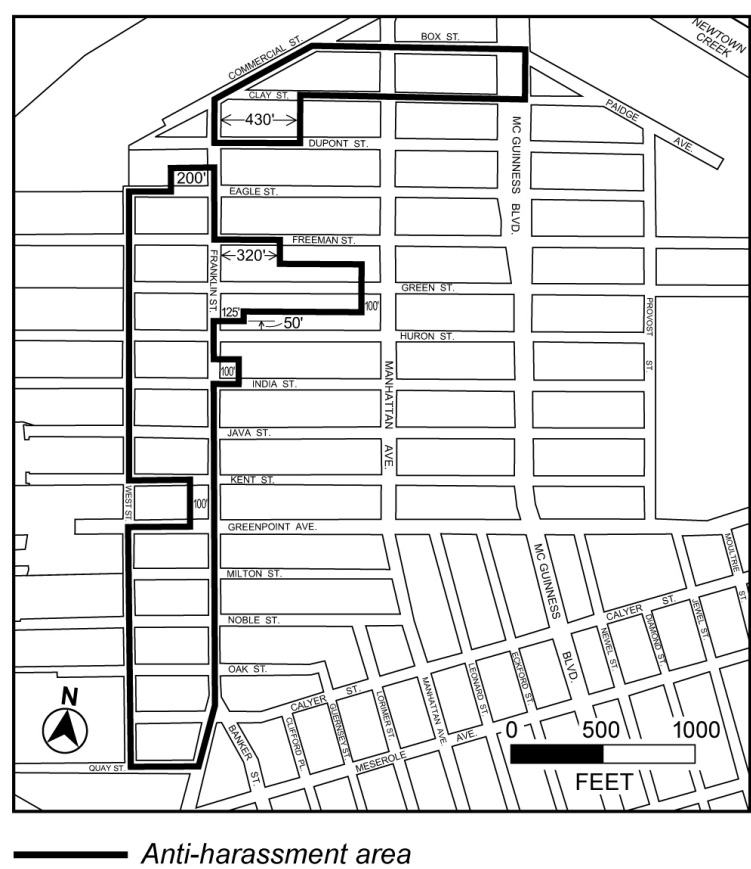 NEWTOWN
CREEK
BOX ST.
COMMERCIAL ST.
CLAY ST.
430'
PAIDGE
AVE.
DUPONT ST.
MC GUINNESS
BLVD.
200'
EAGLE ST.
FREEMAN ST.
320'
FRANKLIN ST.
GREEN ST.
125'
100'
50'
PROVOST
ST.
HURON ST.
100'
INDIA ST.
MANHATTAN
AVE.
JAVA ST.
KENT ST.
WEST ST.
100'
GREENPOINT AVE.
MC GUINNESS
BLVD.
MOULTRIE
ST.
MILTON ST.
CALYER ST.
JEWEL ST.
DIAMOND ST.
NEWEL ST.
NOBLE ST.
OAK ST.
ECKFORD ST.
LEONARD ST.
MANHATTAN AVE.
LORIMER ST.
GUERNSEY ST.
CLIFFORD PL.
CALYER ST.
BANKER
ST.
MESEROLE AVE.
QUAY ST.
N
0 500 1000
FEET
Anti-harassment area